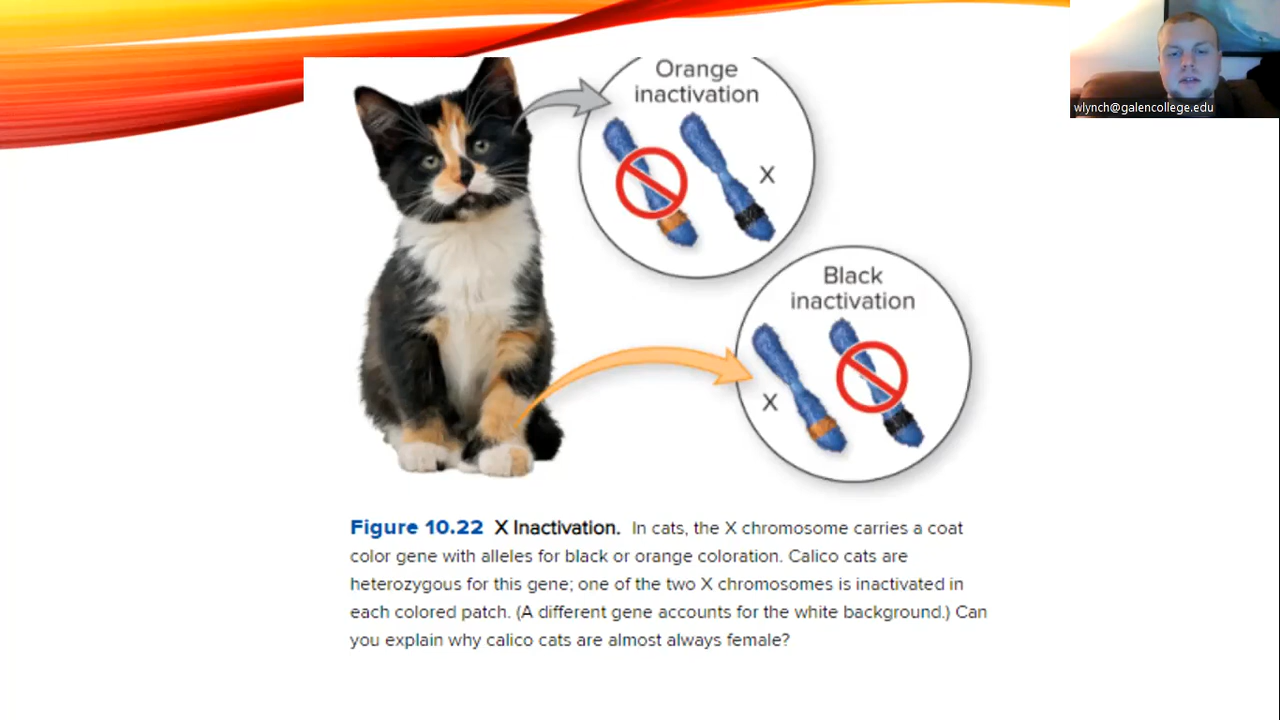 wlynch@galencollege.edu
Orange
inactivation
X
Black
inactivation
X
Figure 10.22 X Inactivation. In cats, the X chromosome carries a coat
color gene with alleles for black or orange coloration. Calico cats are
heterozygous for this gene; one of the two X chromosomes is inactivated in
each colored patch. (A different gene accounts for the white background.) Can
you explain why calico cats are almost always female?